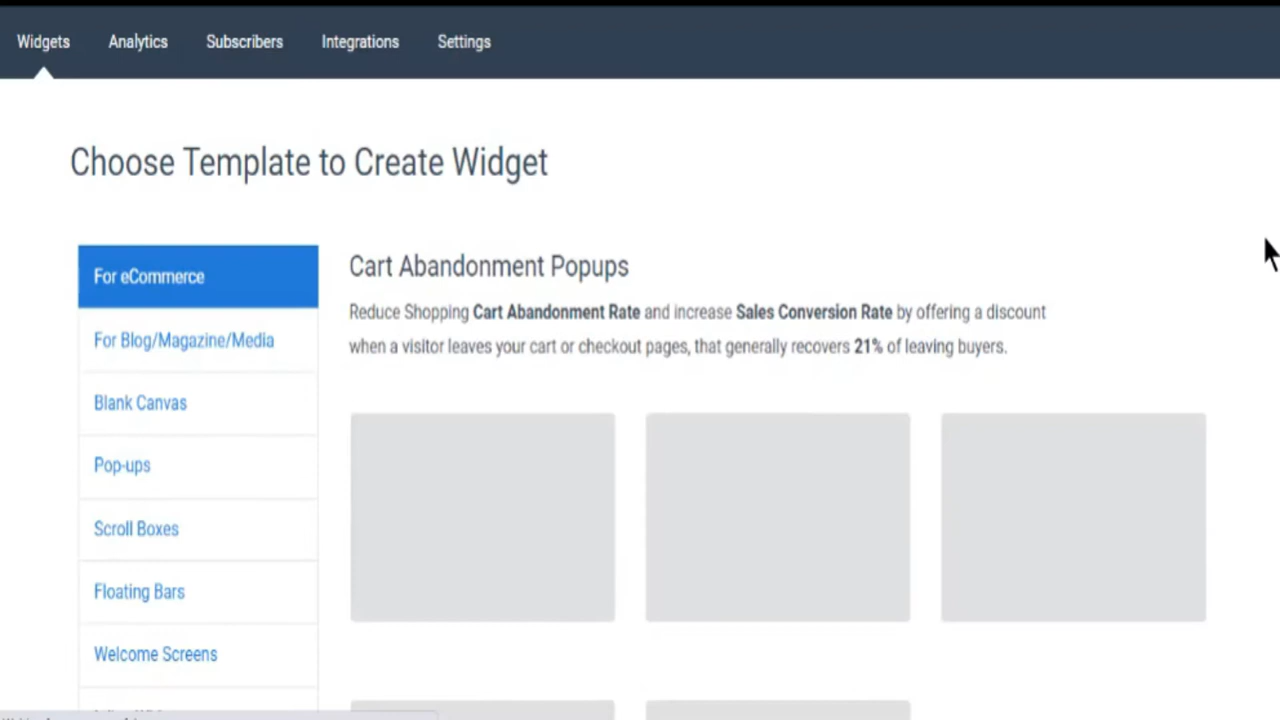 Widgets Analytics Subscribers Integrations Settings
Choose Template to Create Widget
For eCommerce
For Blog/Magazine/Media
Blank Canvas
Pop-ups
Scroll Boxes
Floating Bars
Welcome Screens
Cart Abandonment Popups
Reduce Shopping Cart Abandonment Rate and increase Sales Conversion Rate by offering a discount
when a visitor leaves your cart or checkout pages, that generally recovers 21% of leaving buyers.